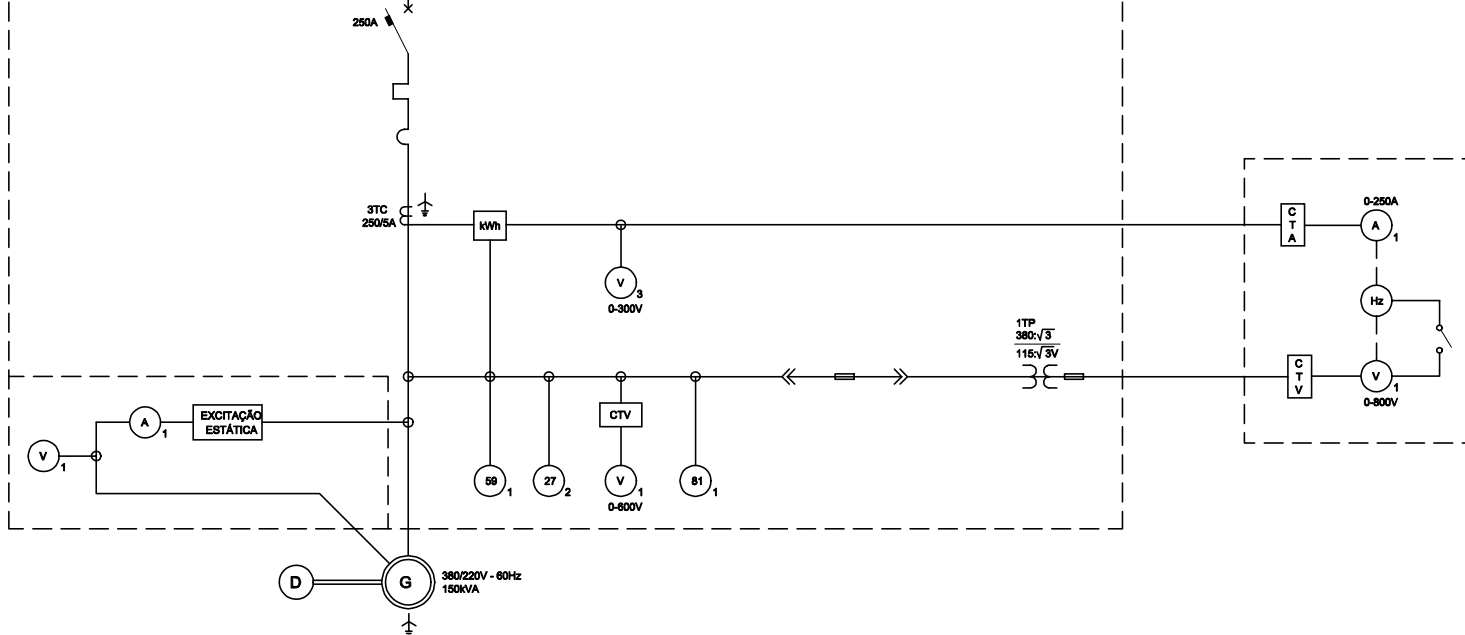 250A
3TC
250/5A
kWh
V
3
0-300V
C
T
A
0-250A
A
1
Hz
1TP
380:√3
115:√3V
C
T
V
V
1
0-800V
A
1
EXCITAÇÃO
ESTÁTICA
V
1
CTV
59
1
27
2
V
1
0-600V
81
1
D
G
380/220V - 60Hz
150kVA